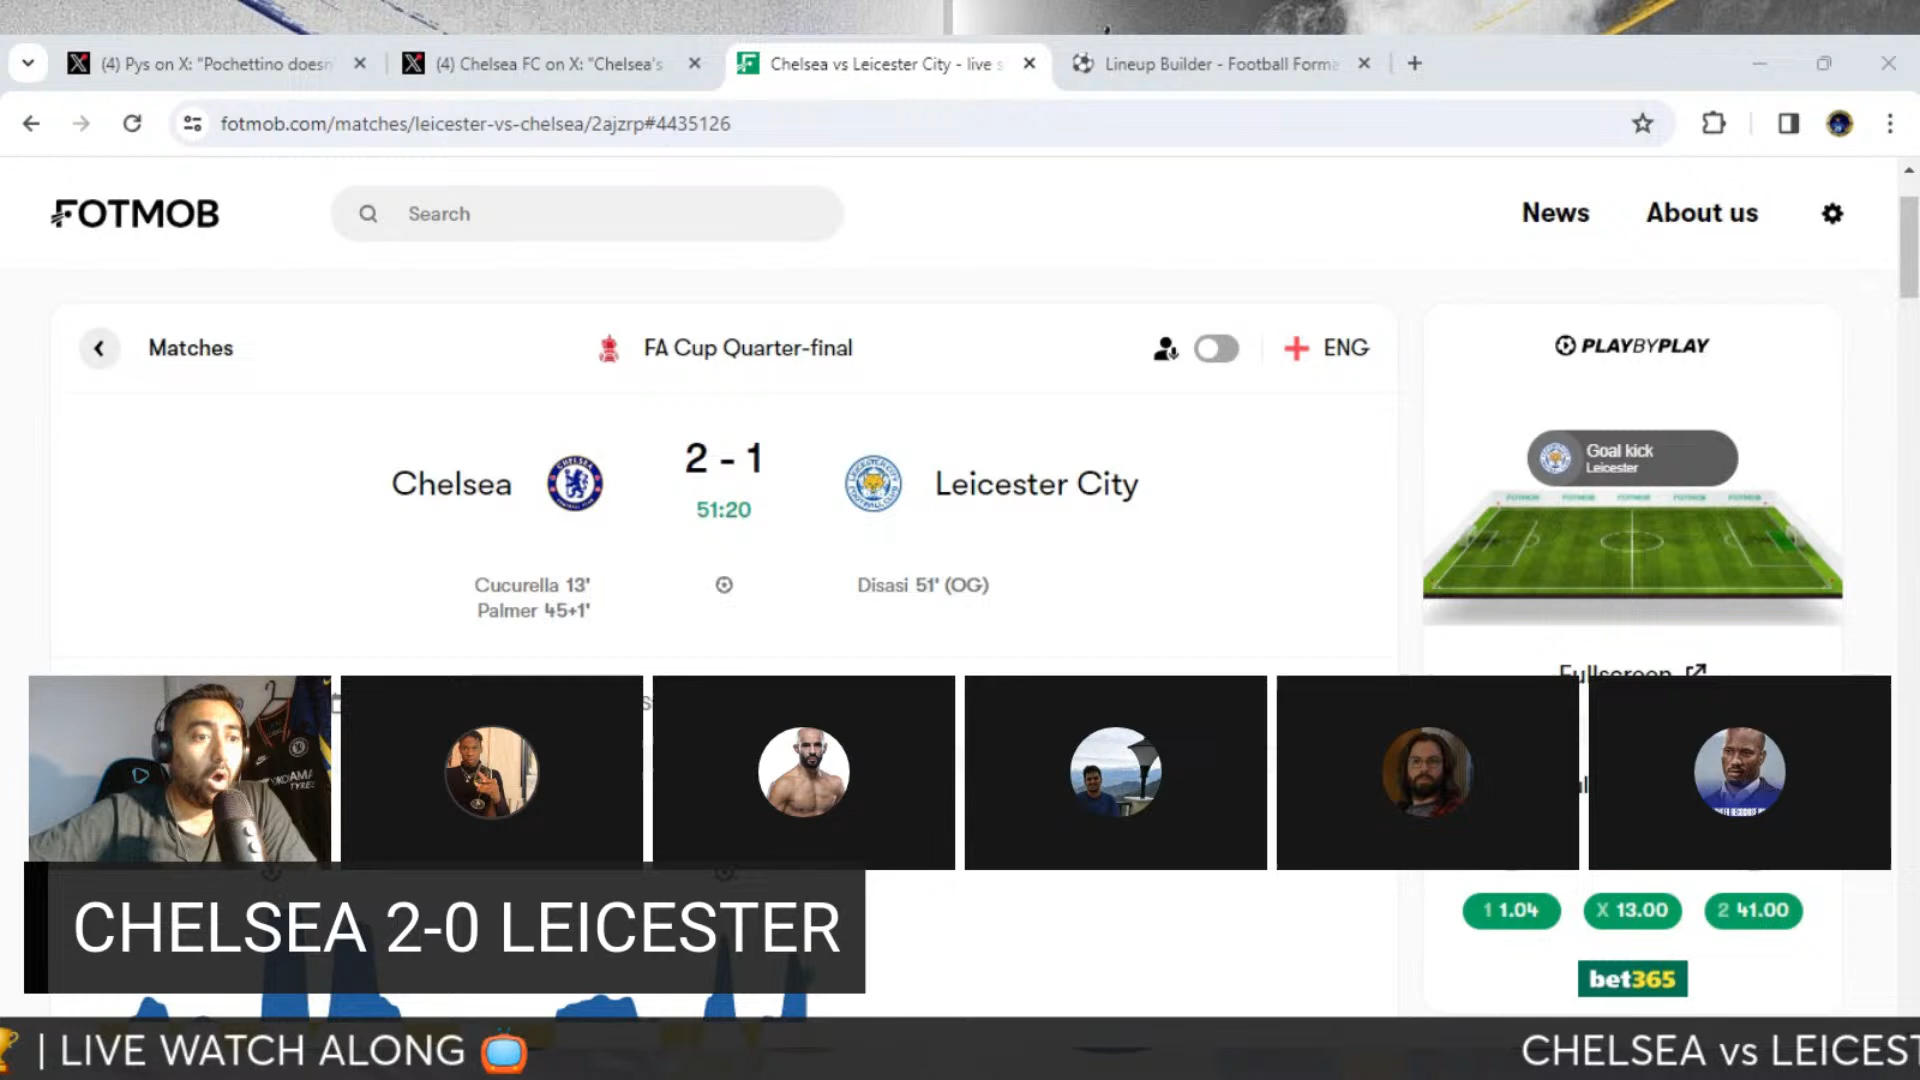 (4) Pys on X: "Pochettino doesn
(4) Chelsea FC on X: "Chelsea's
Chelsea vs Leicester City - live s
Lineup Builder - Football Forma
fotmob.com/matches/leicester-vs-chelsea/2ajzrp#4435126
FOTMOB
Search
News
About us
Matches
FA Cup Quarter-final
ENG
PLAYBYPLAY
Chelsea
2 - 1
51:20
Leicester City
Goal kick
Leicester
Cucurella 13'
Palmer 45+1'
Disasi 51' (OG)
Fullscreen
YOKOHAMA
TYRES
CHELSEA 2-0 LEICESTER
1 1.04
X 13.00
2 41.00
bet365
| LIVE WATCH ALONG
CHELSEA vs LEICEST